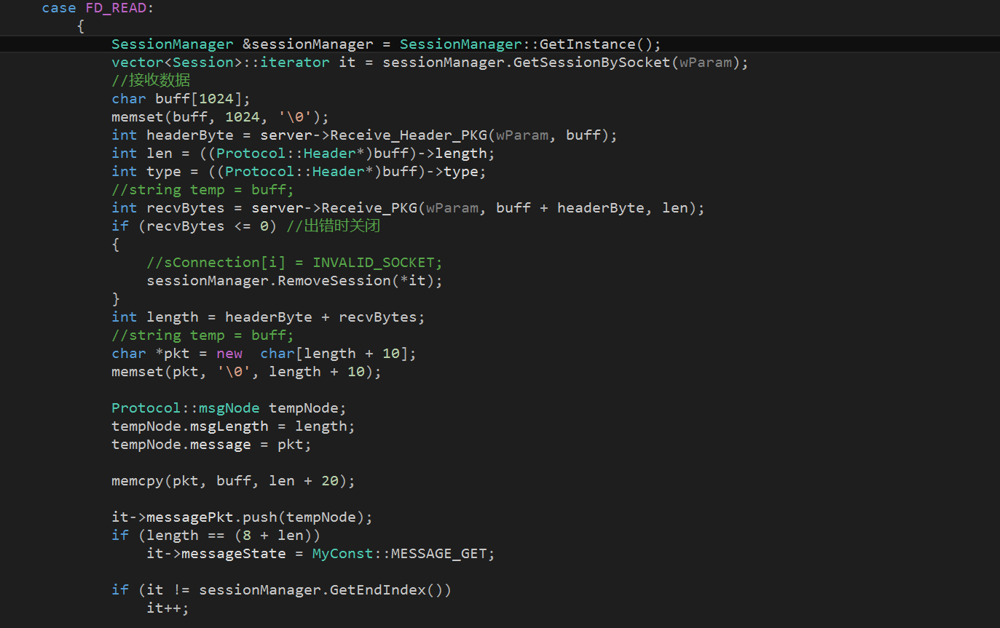 case FD_READ:
{
SessionManager &sessionManager = SessionManager::GetInstance();
vector<Session>::iterator it = sessionManager.GetSessionBySocket(wParam);
//接收数据
char buff[1024];
memset(buff, 1024, '\0');
int headerByte = server->Receive_Header_PKG(wParam, buff);
int len = ((Protocol::Header*)buff)->length;
int type = ((Protocol::Header*)buff)->type;
//string temp = buff;
int recvBytes = server->Receive_PKG(wParam, buff + headerByte, len);
if (recvBytes <= 0) //出错时关闭
{
//sConnection[i] = INVALID_SOCKET;
sessionManager.RemoveSession(*it);
}
int length = headerByte + recvBytes;
//string temp = buff;
char *pkt = new  char[length + 10];
memset(pkt, '\0', length + 10);
Protocol::msgNode tempNode;
tempNode.msgLength = length;
tempNode.message = pkt;
memcpy(pkt, buff, len + 20);
it->messagePkt.push(tempNode);
if (length == (8 + len))
it->messageState = MyConst::MESSAGE_GET;
if (it != sessionManager.GetEndIndex())
it++;